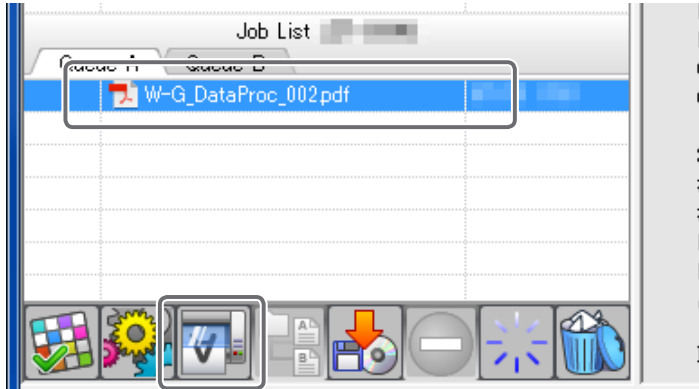 Job List
Queue A Queue B
W-G_DataProc_002.pdf
A
B